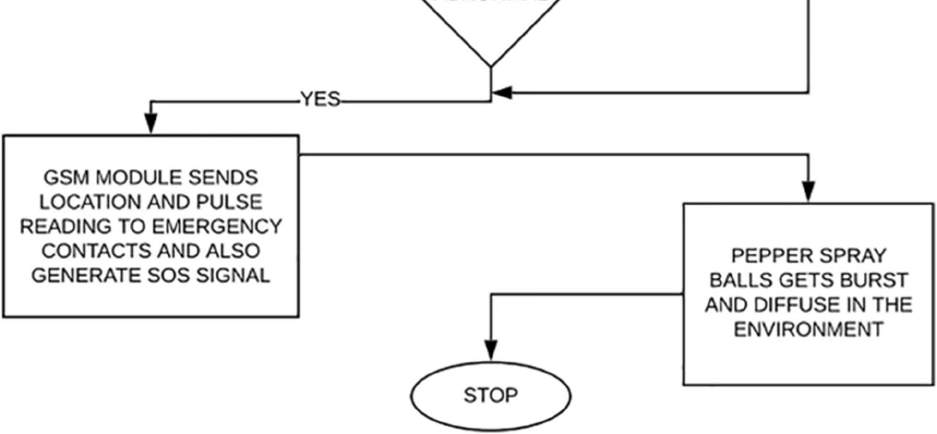 YES
GSM MODULE SENDS
LOCATION AND PULSE
READING TO EMERGENCY
CONTACTS AND ALSO
GENERATE SOS SIGNAL
PEPPER SPRAY
BALLS GETS BURST
AND DIFFUSE IN THE
ENVIRONMENT
STOP